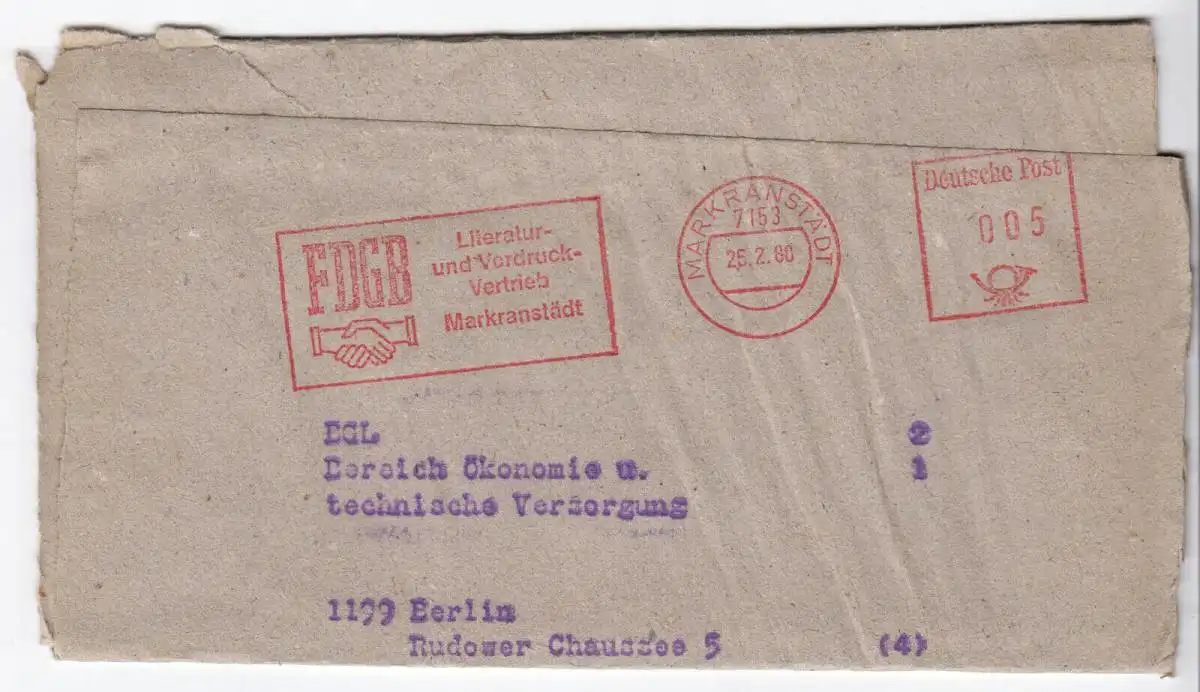 FDGB
Literatur-
und Vordruck-
Vertrieb
Markranstädt
MARKRANSTÄDT
7153
25.2.80
Deutsche Post
005
BGL 2
Bereich Ökonomie u. 1
technische Versorgung
1199 Berlin
Rudower Chaussee 5 (4)